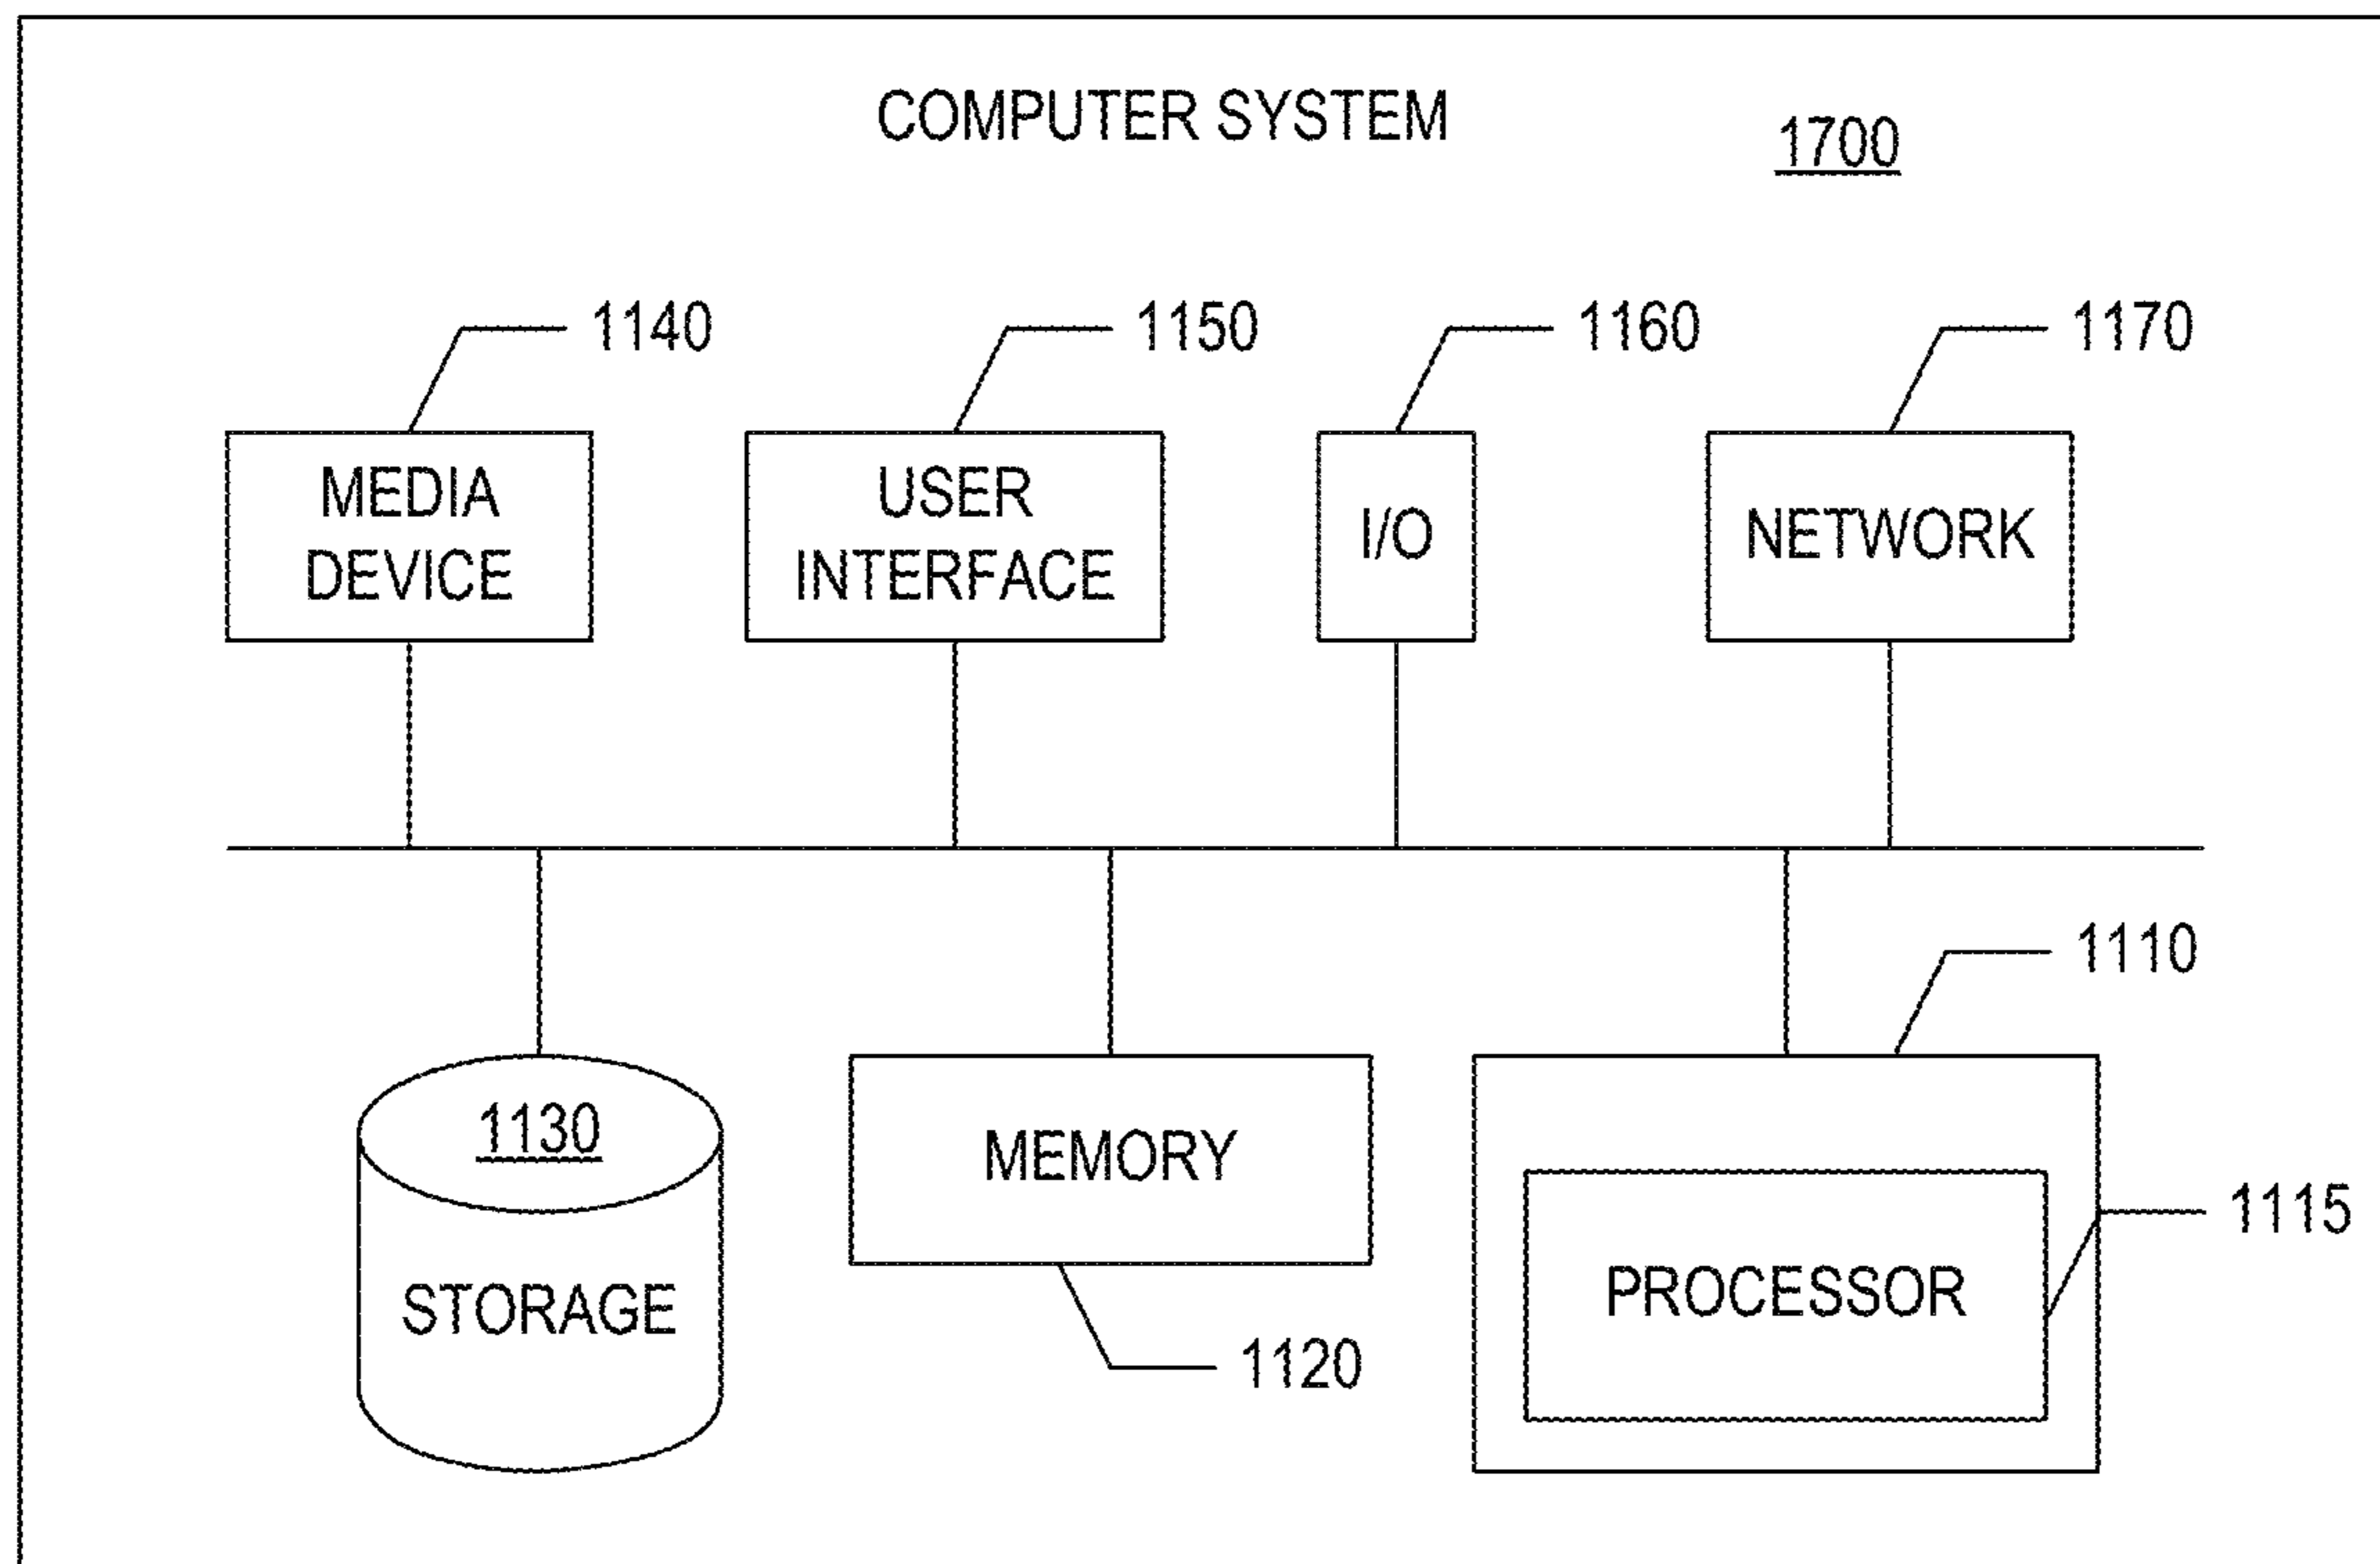 COMPUTER SYSTEM
1700
1140
1150
1160
1170
MEDIA
DEVICE
USER
INTERFACE
I/O
NETWORK
1110
1130
STORAGE
MEMORY
1120
PROCESSOR
1115